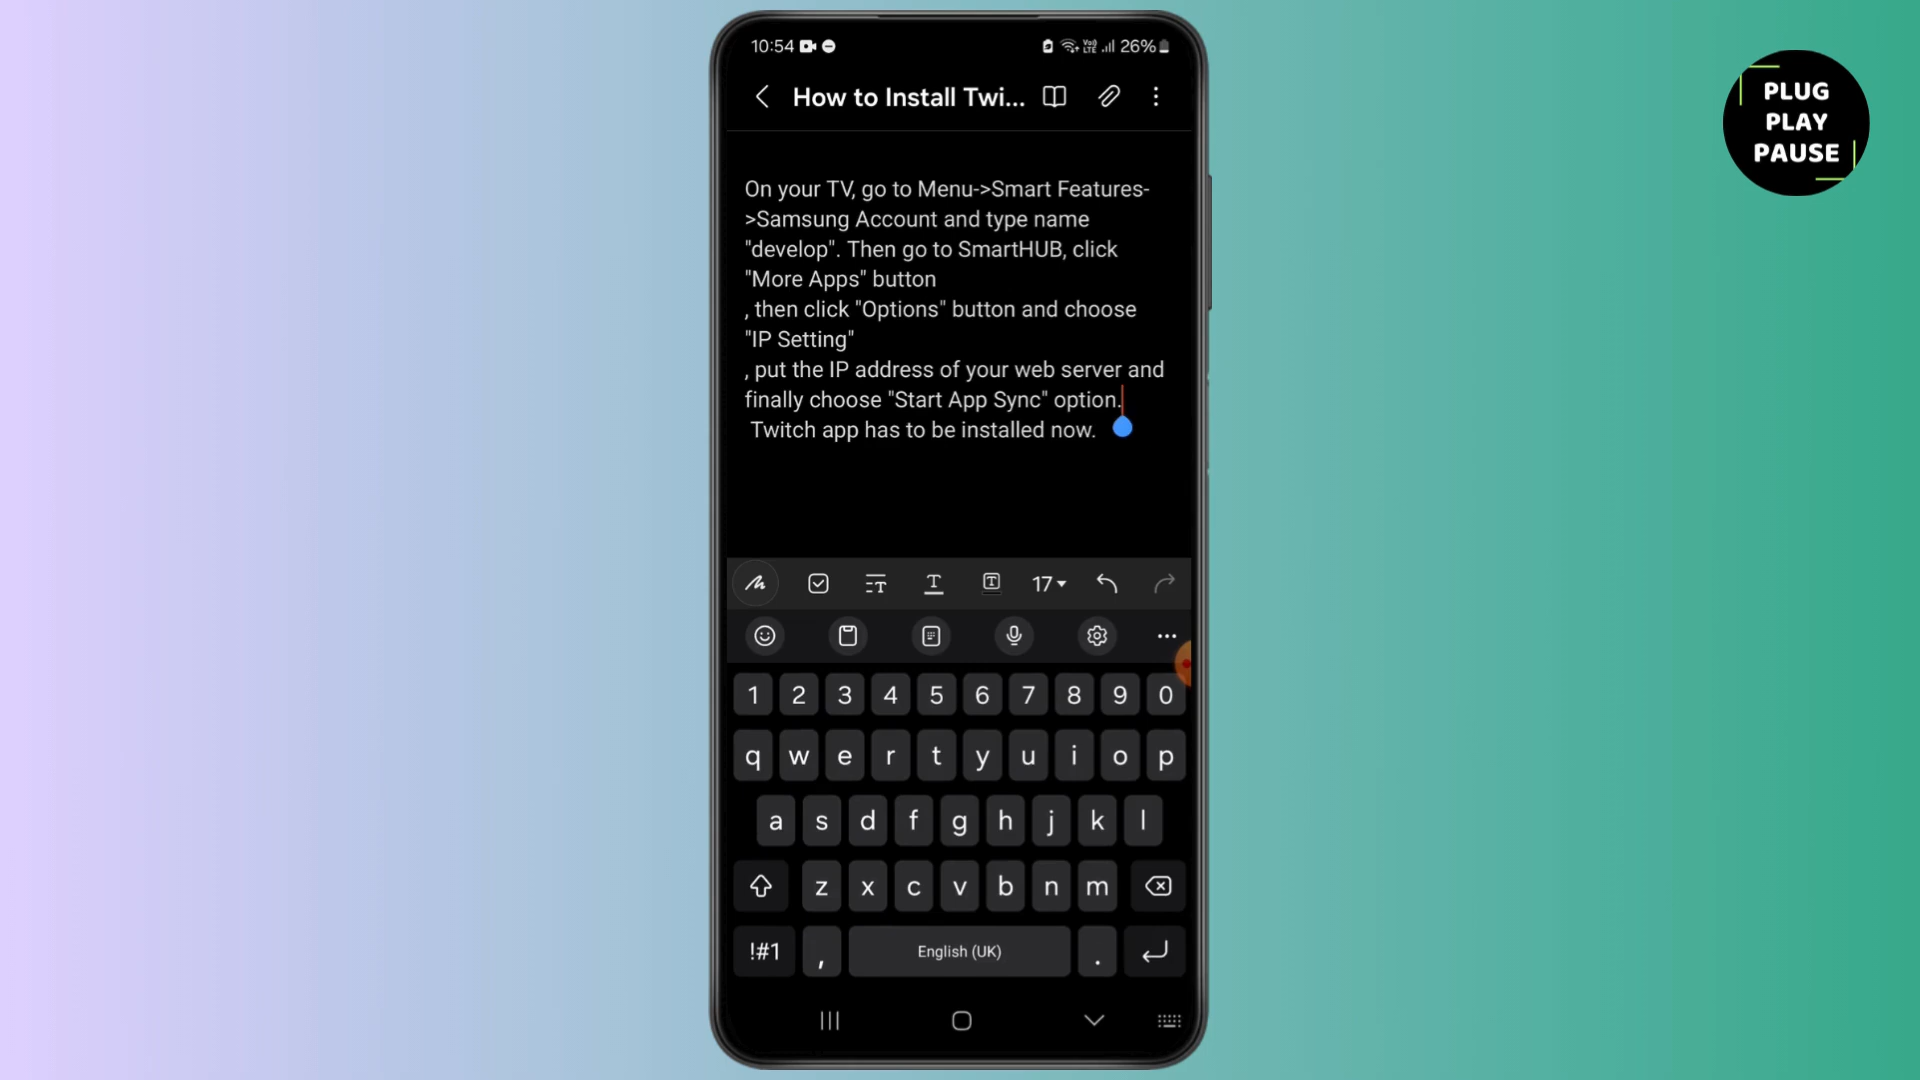 10:54
VoI) LTE 26%
PLUG
PLAY
PAUSE
How to Install Twi...
On your TV, go to Menu->Smart Features-
>Samsung Account and type name
"develop". Then go to SmartHUB, click
"More Apps" button
, then click "Options" button and choose
"IP Setting"
, put the IP address of your web server and
finally choose "Start App Sync" option.
Twitch app has to be installed now.
17
1 2 3 4 5 6 7 8 9 0
q w e r t y u i o p
a s d f g h j k l
z x c v b n m
!#1 , English (UK) .